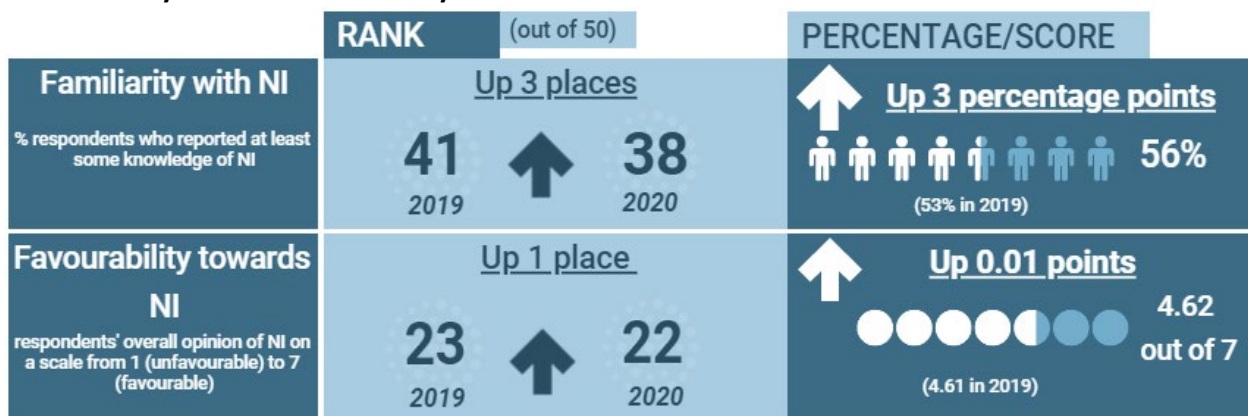 RANK (out of 50) PERCENTAGE/SCORE
Familiarity with NI
% respondents who reported at least
some knowledge of NI
Up 3 places
41 38
2019 2020
Up 3 percentage points
56%
(53% in 2019)
Favourability towards
NI
respondents' overall opinion of NI on
a scale from 1 (unfavourable) to 7
(favourable)
Up 1 place
23 22
2019 2020
Up 0.01 points
4.62
out of 7
(4.61 in 2019)